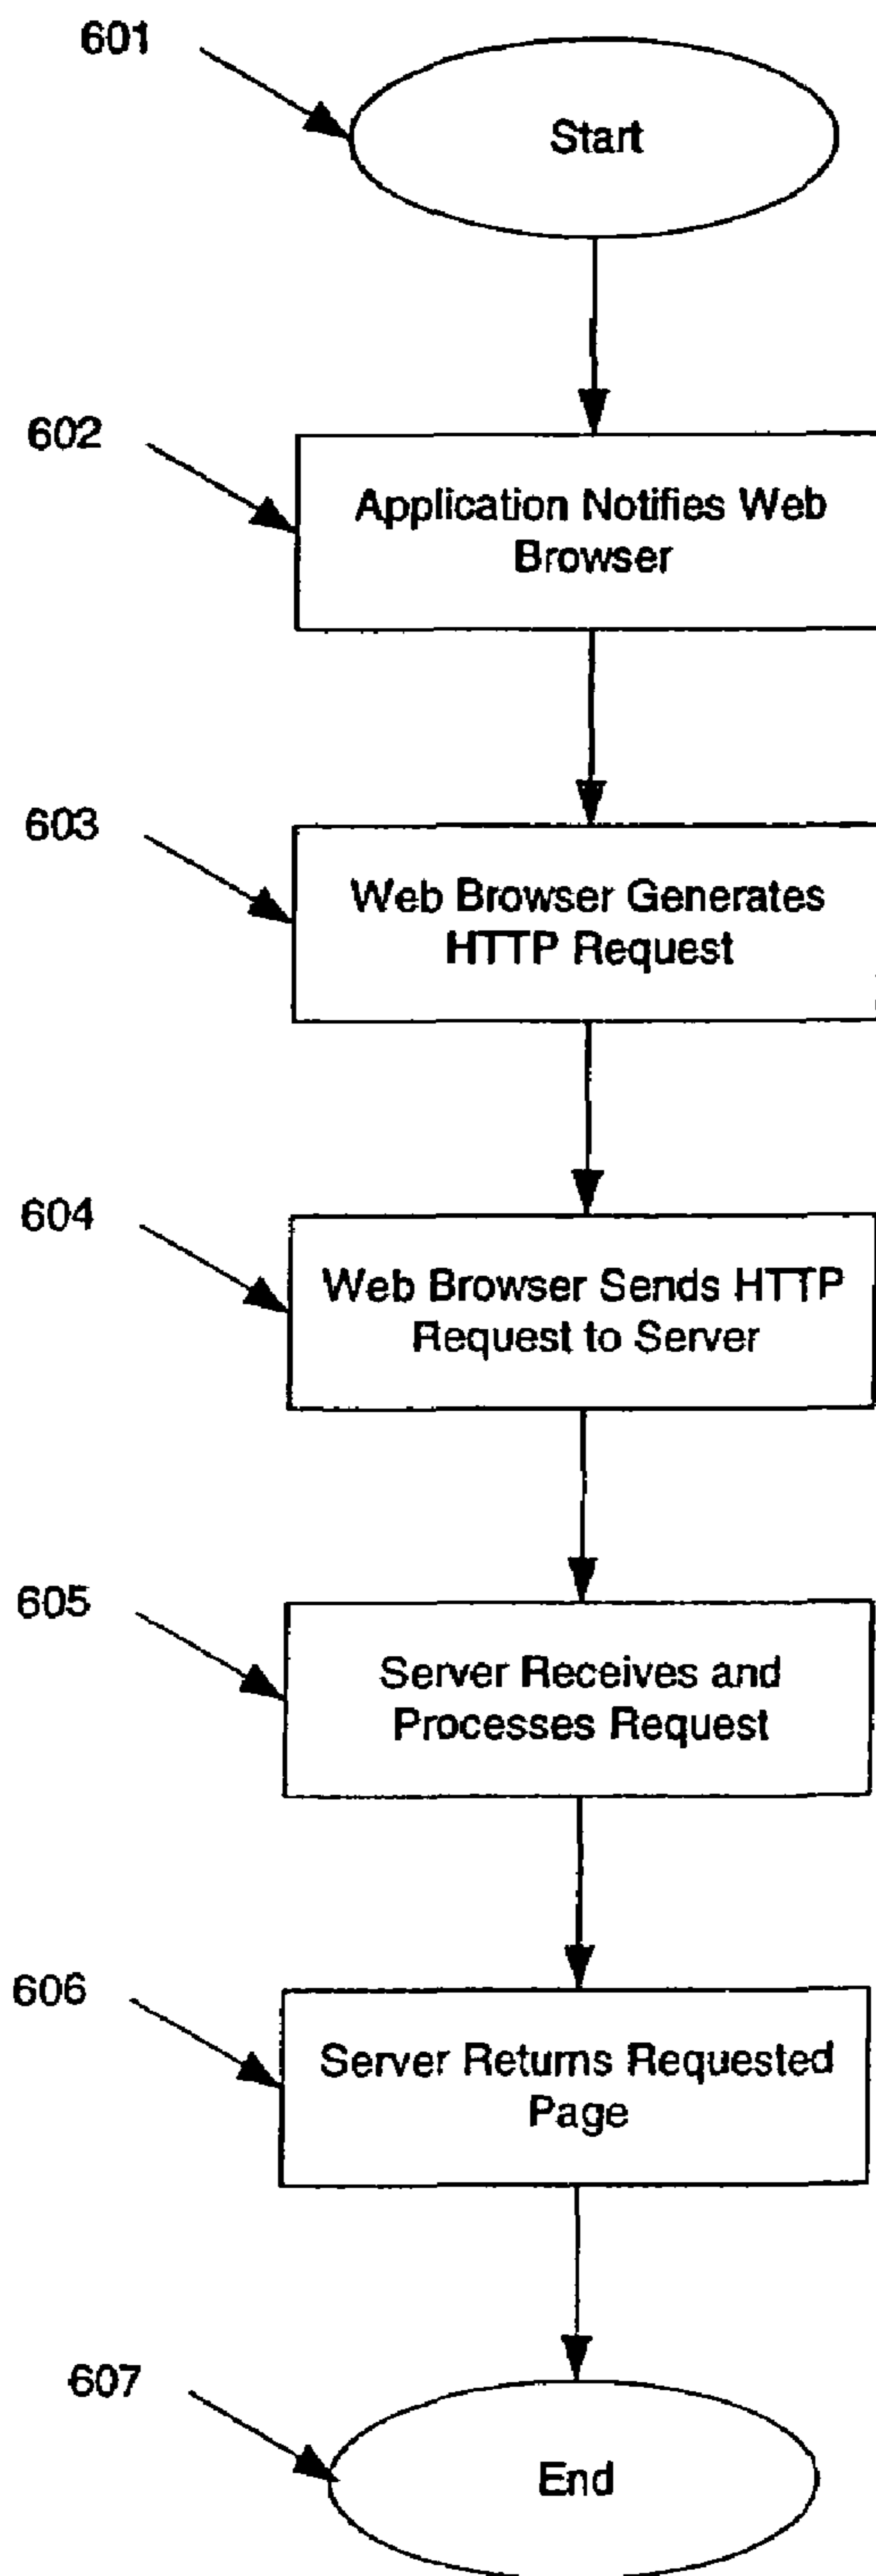 601
Start
602
Application Notifies Web
Browser
603
Web Browser Generates
HTTP Request
604
Web Browser Sends HTTP
Request to Server
605
Server Receives and
Processes Request
606
Server Returns Requested
Page
607
End